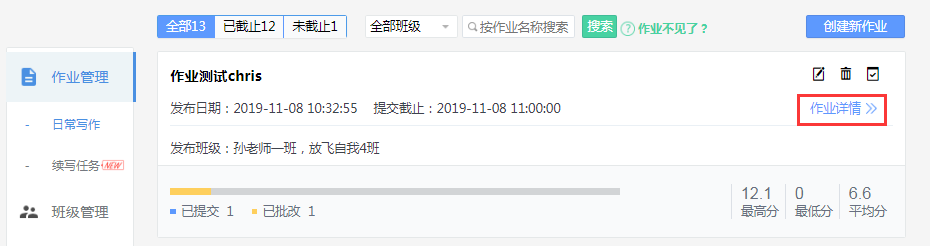 全部13 已截止12 未截止1 全部班级 按作业名称搜索 搜索 ? 作业不见了？ 创建新作业
作业管理
- 日常写作
- 续写任务 NEW
班级管理
作业测试chris
发布日期：2019-11-08 10:32:55 提交截止：2019-11-08 11:00:00 作业详情 >>
发布班级：孙老师一班，放飞自我4班
已提交 1 已批改 1
12.1 0 6.6
最高分 最低分 平均分